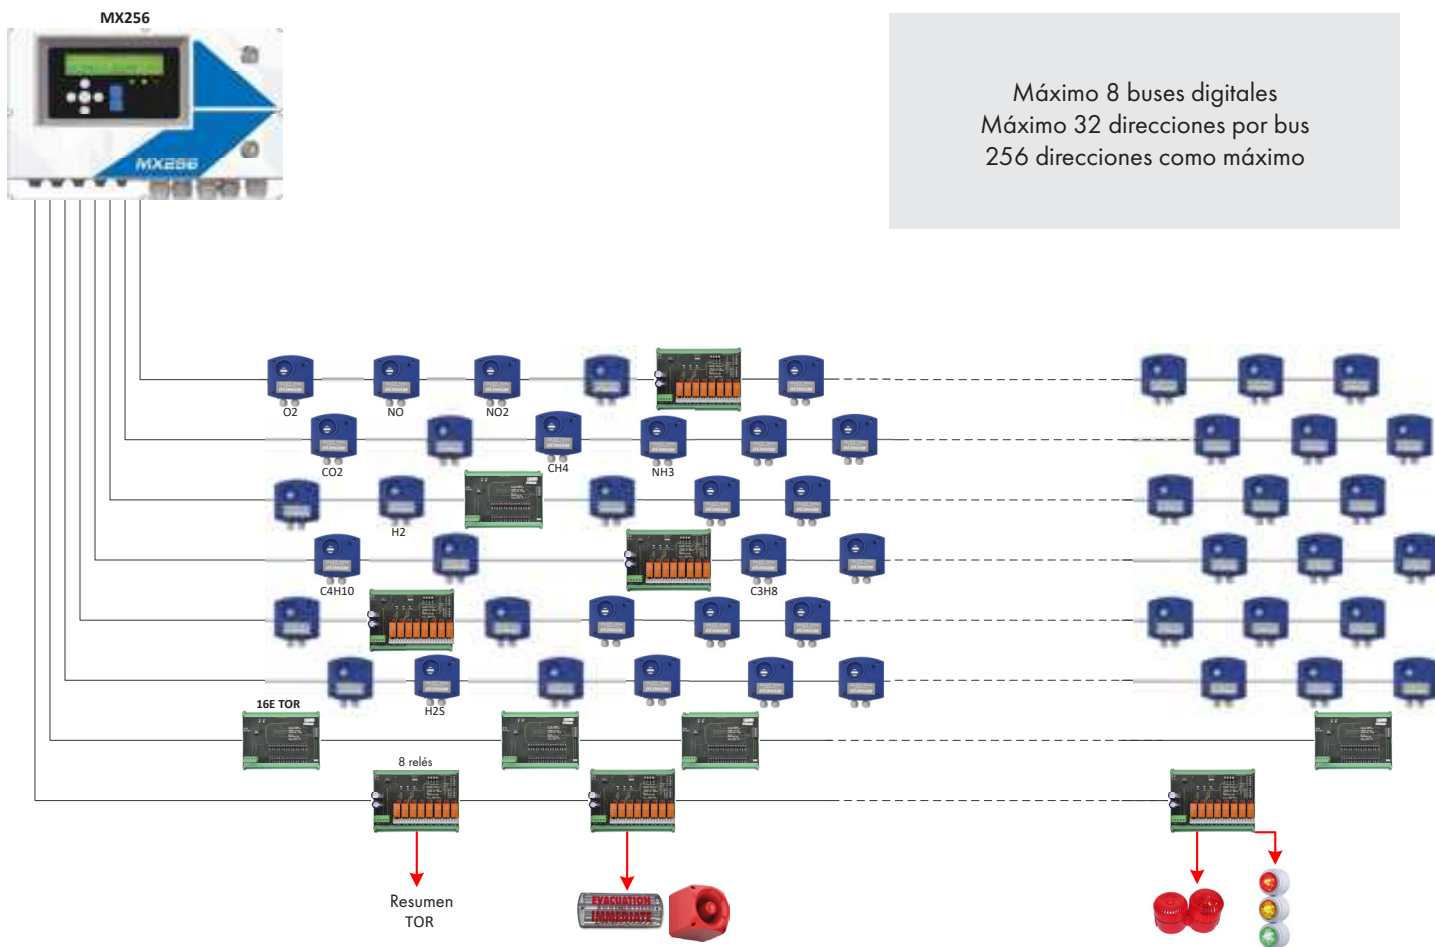 MX256
MX256
Máximo 8 buses digitales
Máximo 32 direcciones por bus
256 direcciones como máximo
O2
NO
NO2
CO2
CH4
NH3
H2
C4H10
C3H8
H2S
16E TOR
8 relés
Resumen
TOR
EVACUATION
IMMEDIATE